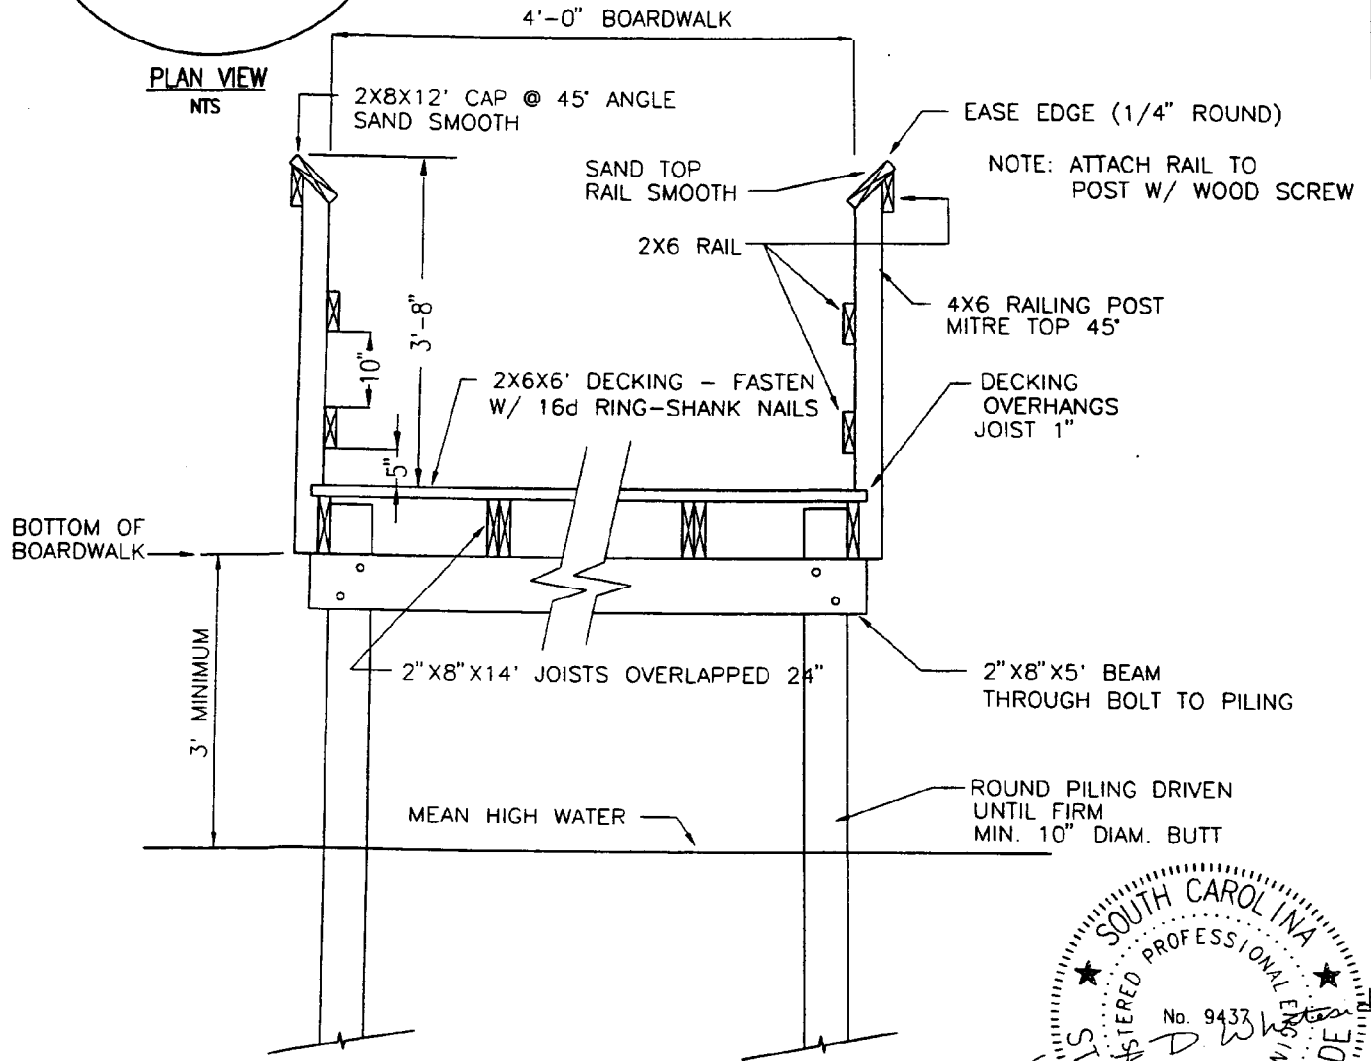 4'-0" BOARDWALK
PLAN VIEW
NTS
2X8X12' CAP @ 45° ANGLE
SAND SMOOTH
EASE EDGE (1/4" ROUND)
SAND TOP
RAIL SMOOTH
NOTE: ATTACH RAIL TO
POST W/ WOOD SCREW
2X6 RAIL
4X6 RAILING POST
MITRE TOP 45°
3'-8"
10"
2X6X6' DECKING - FASTEN
W/ 16d RING-SHANK NAILS
DECKING
OVERHANGS
JOIST 1"
5"
BOTTOM OF
BOARDWALK
3' MINIMUM
2"X8"X14' JOISTS OVERLAPPED 24"
2"X8"X5' BEAM
THROUGH BOLT TO PILING
MEAN HIGH WATER
ROUND PILING DRIVEN
UNTIL FIRM
MIN. 10" DIAM. BUTT
SOUTH CAROLINA
PROFESSIONAL
No. 9437